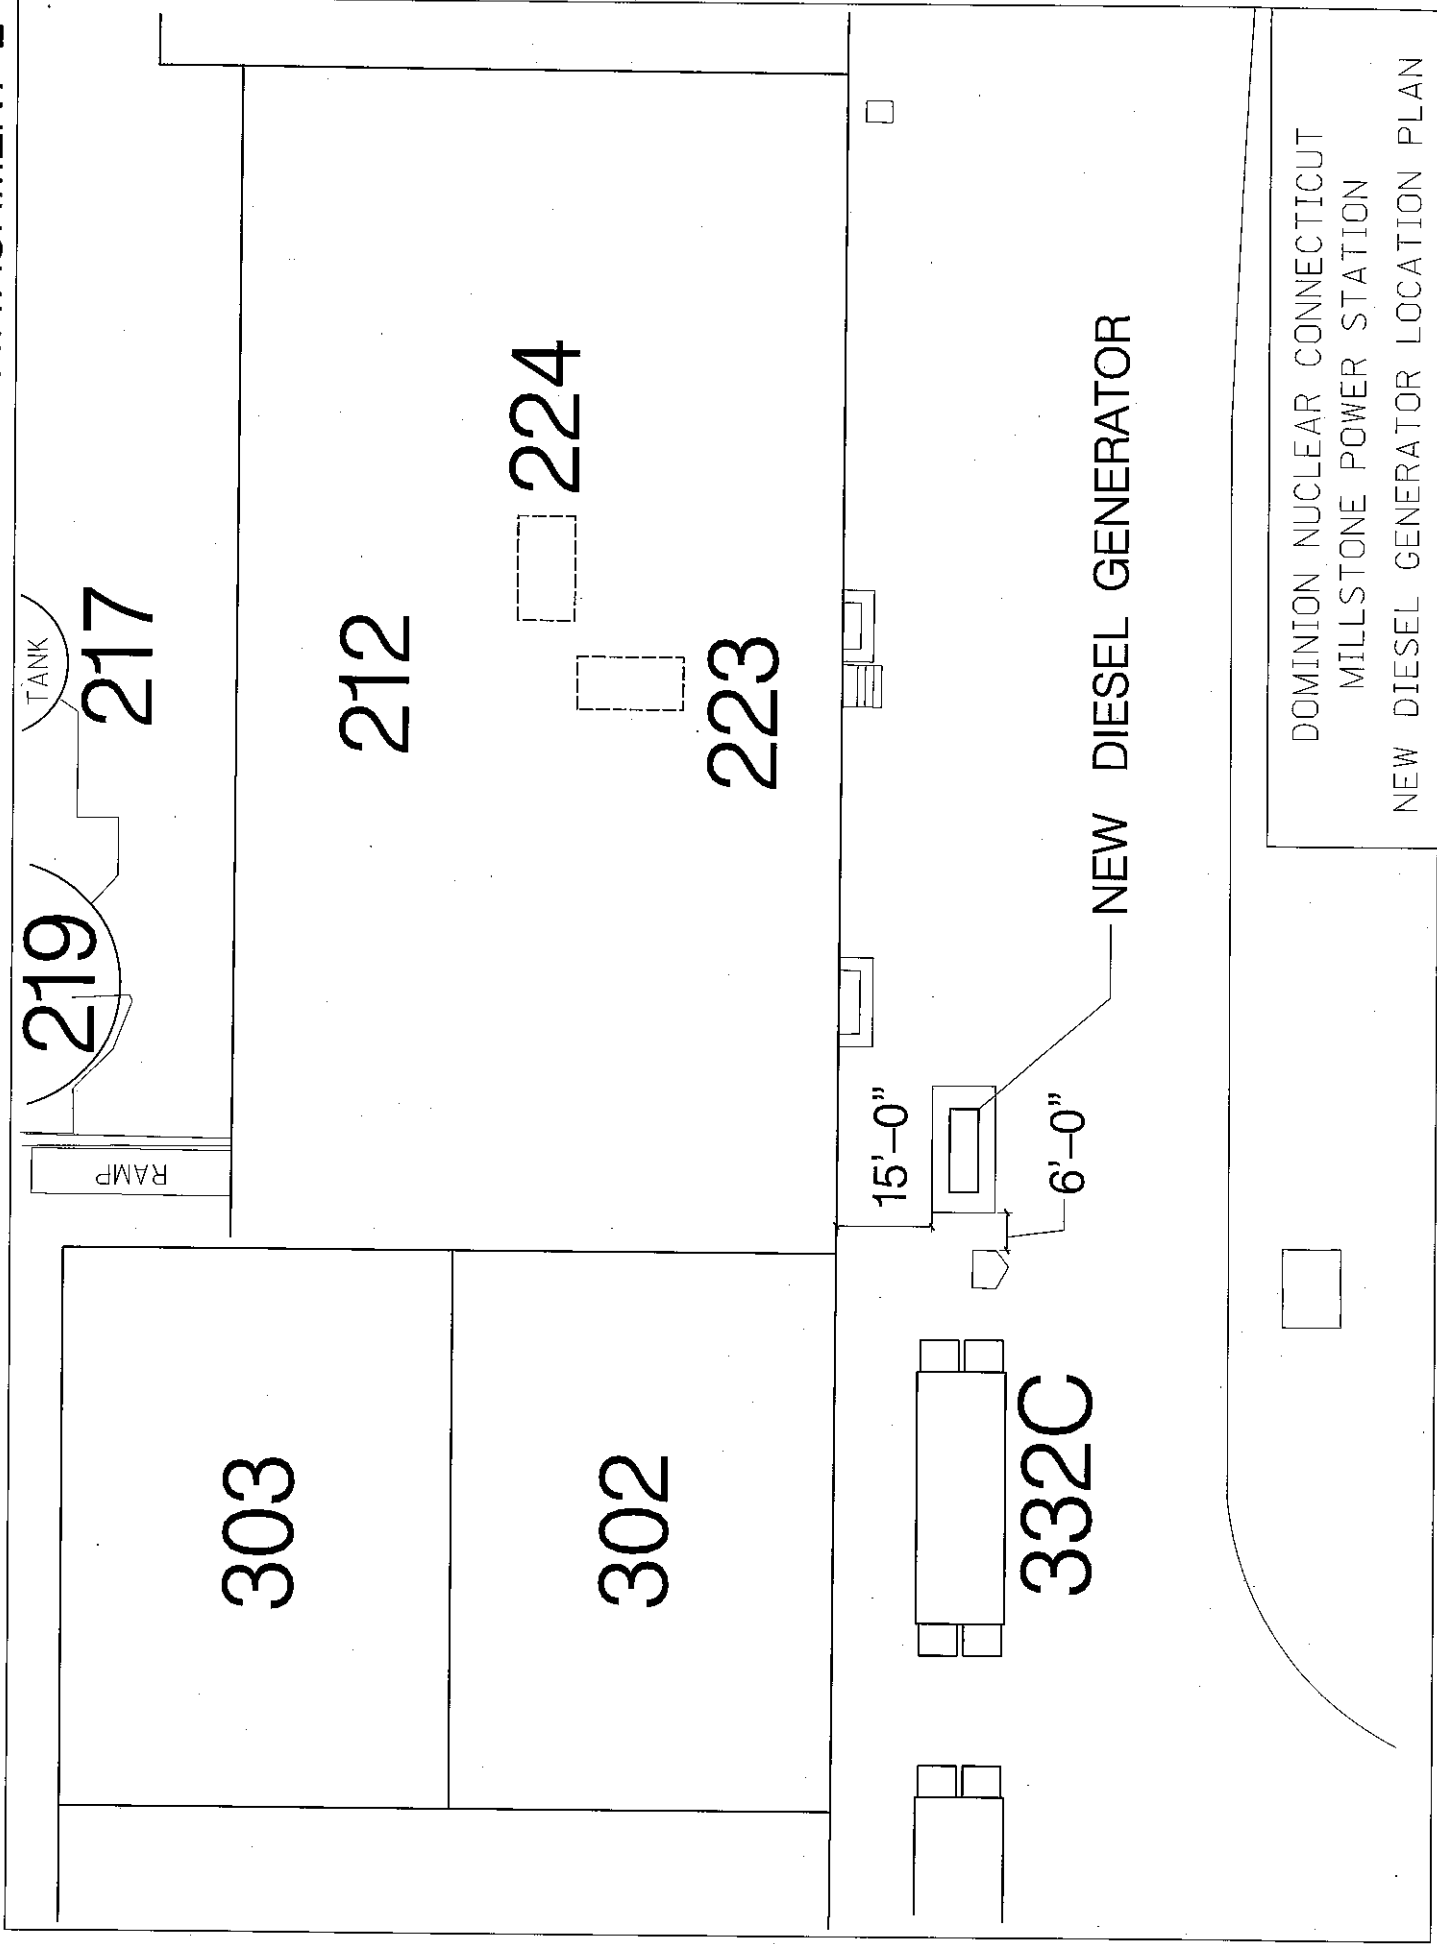 TANK
219
217
RAMP
303
212
224
302
223
15'-0"
332C
6'-0"
NEW DIESEL GENERATOR
DOMINION NUCLEAR CONNECTICUT
MILLSTONE POWER STATION
NEW DIESEL GENERATOR LOCATION PLAN